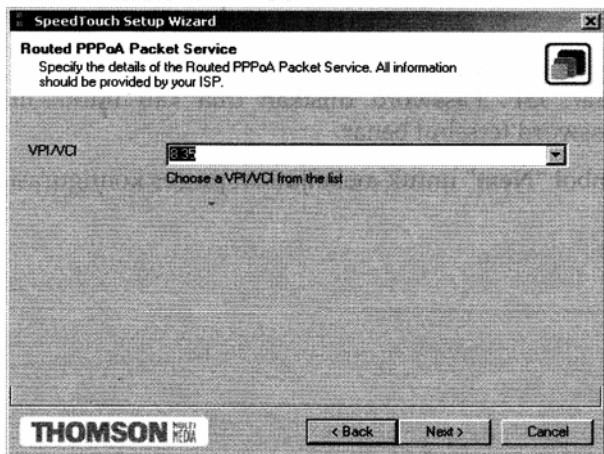 SpeedTouch Setup Wizard
Routed PPPoA Packet Service
Specify the details of the Routed PPPoA Packet Service. All information
should be provided by your ISP.
VPI/VCI
8.35
Choose a VPI/VCI from the list
THOMSON MULTI MEDIA
< Back
Next >
Cancel